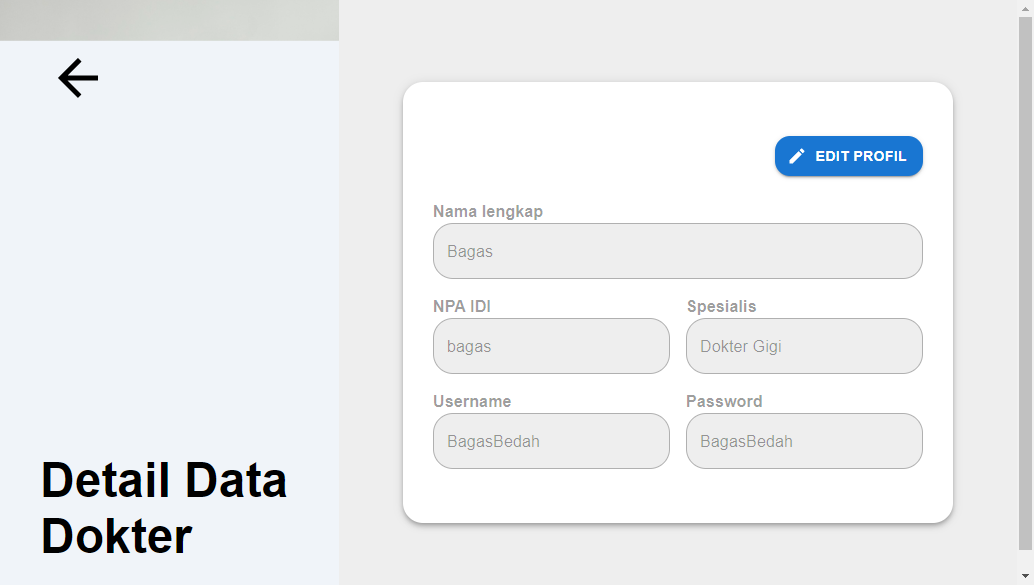 EDIT PROFIL
Nama lengkap
Bagas
NPA IDI
Spesialis
bagas
Dokter Gigi
Username
Password
BagasBedah
BagasBedah
Detail Data
Dokter